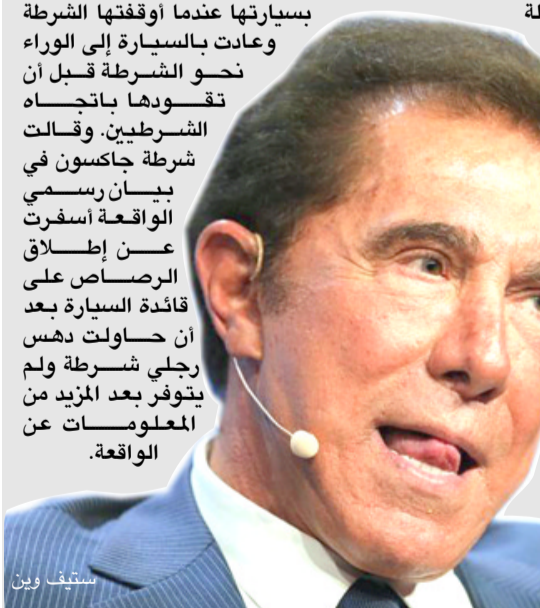 بسيارتها عندما أوقفتها الشرطة
وعادت بالسيارة إلى الوراء
نحو الشرطة قبل أن
تقودها باتجاه
الشرطيين. وقالت
شرطة جاكسون في
بيان رسمي
الواقعة أسفرت
عن إطلاق
الرصاص على
قائدة السيارة بعد
أن حاولت دهس
رجلي شرطة ولم
يتوفر بعد المزيد من
المعلومات عن
الواقعة.
ستيف وين